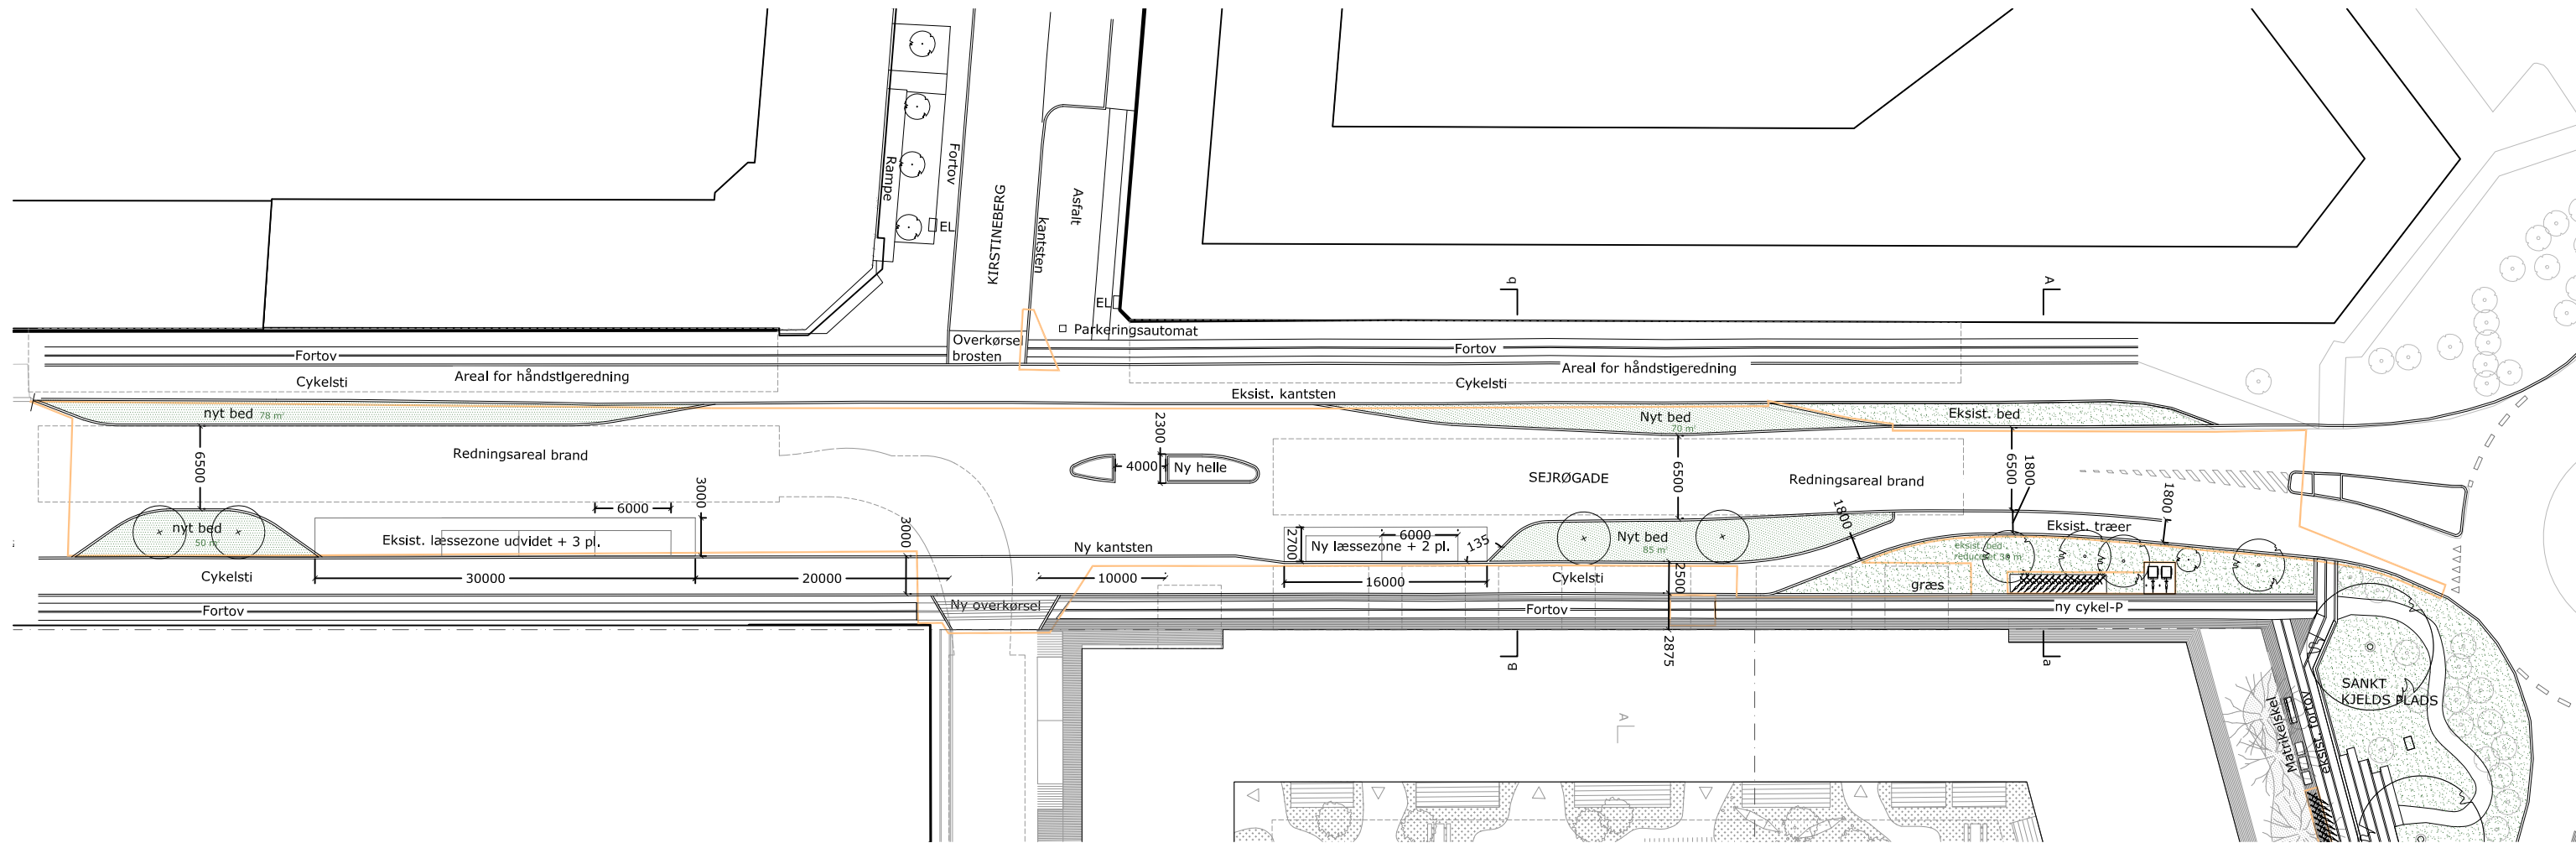 Rampe
Fortov
EL
KIRSTINEBERG
kantsten
Asfalt
EL
Parkeringsautomat
Overkørsel
brosten
b
A
Fortov
Fortov
Cykelsti
Areal for håndstigeredning
Cykelsti
Areal for håndstigeredning
Eksist. kantsten
nyt bed 78 m²
Nyt bed
70 m²
Eksist. bed
6500
Redningsareal brand
2300
4000
Ny helle
6500
SEJRØGADE
Redningsareal brand
6500
1800
1800
1800
nyt bed
50 m²
6000
3000
Eksist. læssezone udvidet + 3 pl.
3000
Ny kantsten
2700
6000
Ny læssezone + 2 pl.
135
Nyt bed
85 m²
Eksist. træer
eksist. bed
reduceret 38 m²
Cykelsti
30000
20000
10000
16000
2500
Cykelsti
græs
Fortov
Ny overkørsel
Fortov
ny cykel-P
2875
B
a
A
SANKT
KJELDS PLADS
Matrikelskel
eksist. fortov